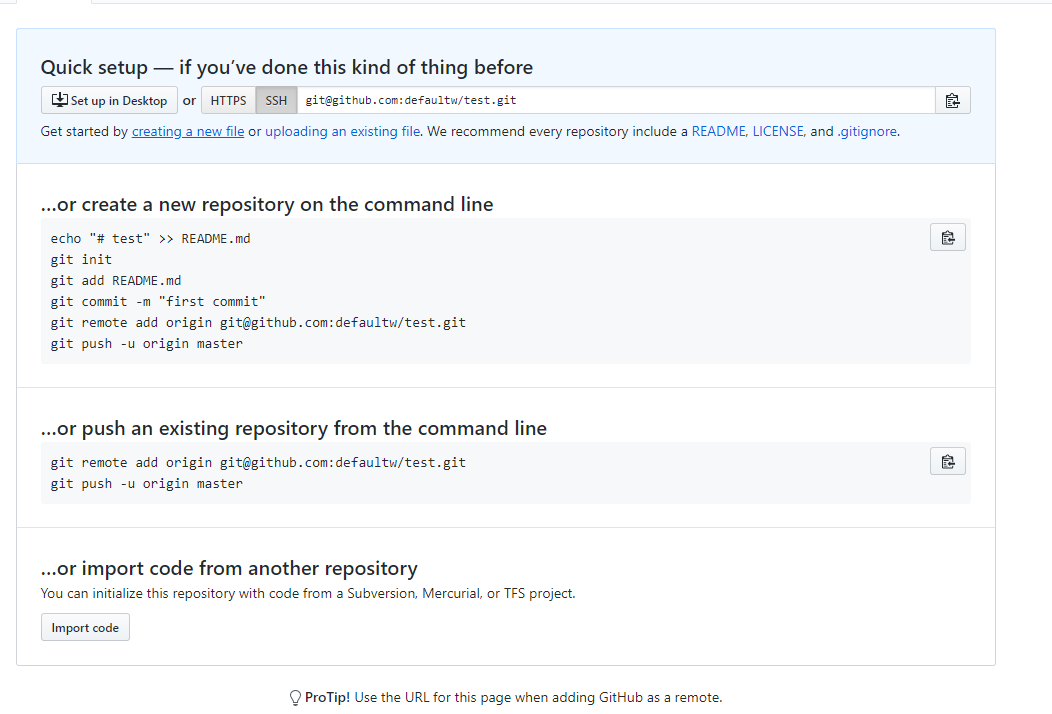 Quick setup — if you’ve done this kind of thing before
Set up in Desktop or HTTPS SSH git@github.com:defaultw/test.git
Get started by creating a new file or uploading an existing file. We recommend every repository include a README, LICENSE, and .gitignore.
…or create a new repository on the command line
echo "# test" >> README.md
git init
git add README.md
git commit -m "first commit"
git remote add origin git@github.com:defaultw/test.git
git push -u origin master
…or push an existing repository from the command line
git remote add origin git@github.com:defaultw/test.git
git push -u origin master
…or import code from another repository
You can initialize this repository with code from a Subversion, Mercurial, or TFS project.
Import code
ProTip! Use the URL for this page when adding GitHub as a remote.